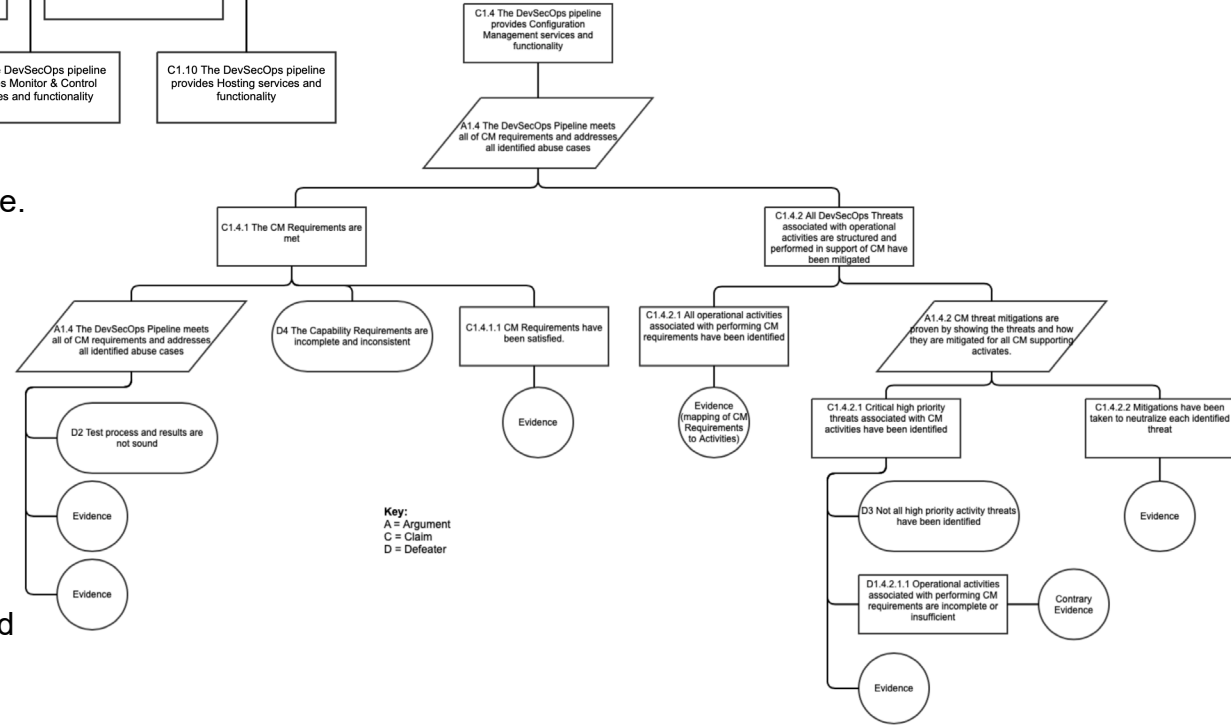 C1.4 The DevSecOps pipeline
provides Configuration
Management services and
functionality
DevSecOps pipeline
s Monitor & Control
es and functionality
C1.10 The DevSecOps pipeline
provides Hosting services and
functionality
A1.4 The DevSecOps Pipeline meets
all of CM requirements and addresses
all identified abuse cases
e.
C1.4.1 The CM Requirements are
met
C1.4.2 All DevSecOps Threats
associated with operational
activities are structured and
performed in support of CM have
been mitigated
A1.4 The DevSecOps Pipeline meets
all of CM requirements and addresses
all identified abuse cases
D4 The Capability Requirements are
incomplete and inconsistent
C1.4.1.1 CM Requirements have
been satisfied.
C1.4.2.1 All operational activities
associated with performing CM
requirements have been identified
A1.4.2 CM threat mitigations are
proven by showing the threats and how
they are mitigated for all CM supporting
activates.
D2 Test process and results are
not sound
Evidence
Evidence
(mapping of CM
Requirements
to Activities)
C1.4.2.1 Critical high priority
threats associated with CM
activities have been identified
C1.4.2.2 Mitigations have been
taken to neutralize each identified
threat
Evidence
Key:
A = Argument
C = Claim
D = Defeater
D3 Not all high priority activity threats
have been identified
Evidence
Evidence
D1.4.2.1.1 Operational activities
associated with performing CM
requirements are incomplete or
insufficient
Contrary
Evidence
d
Evidence